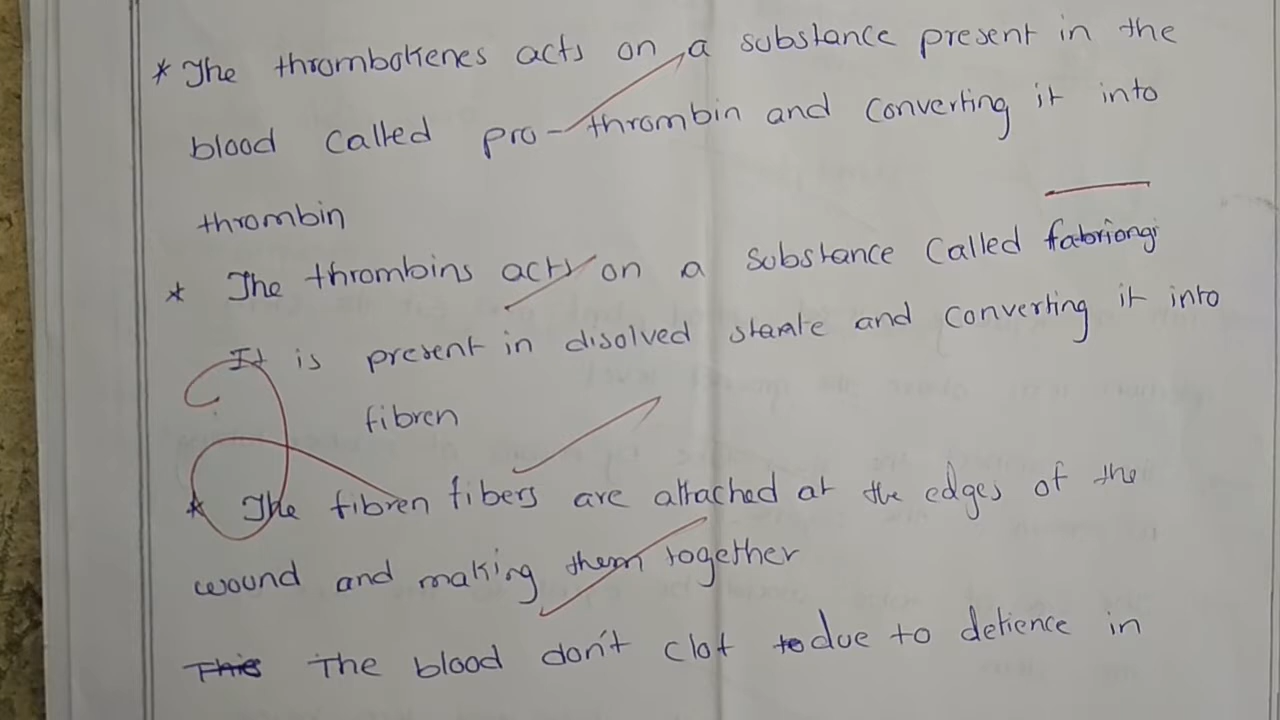 * The thrombokenes acts on a substance present in the
blood called pro-thrombin and converting it into
thrombin
* The thrombins acts on a substance called fabriongi
It is present in disolved starate and converting it into
fibren
* The fibren fibers are attached at the edges of the
wound and making them together
This The blood don't clot to due to detience in